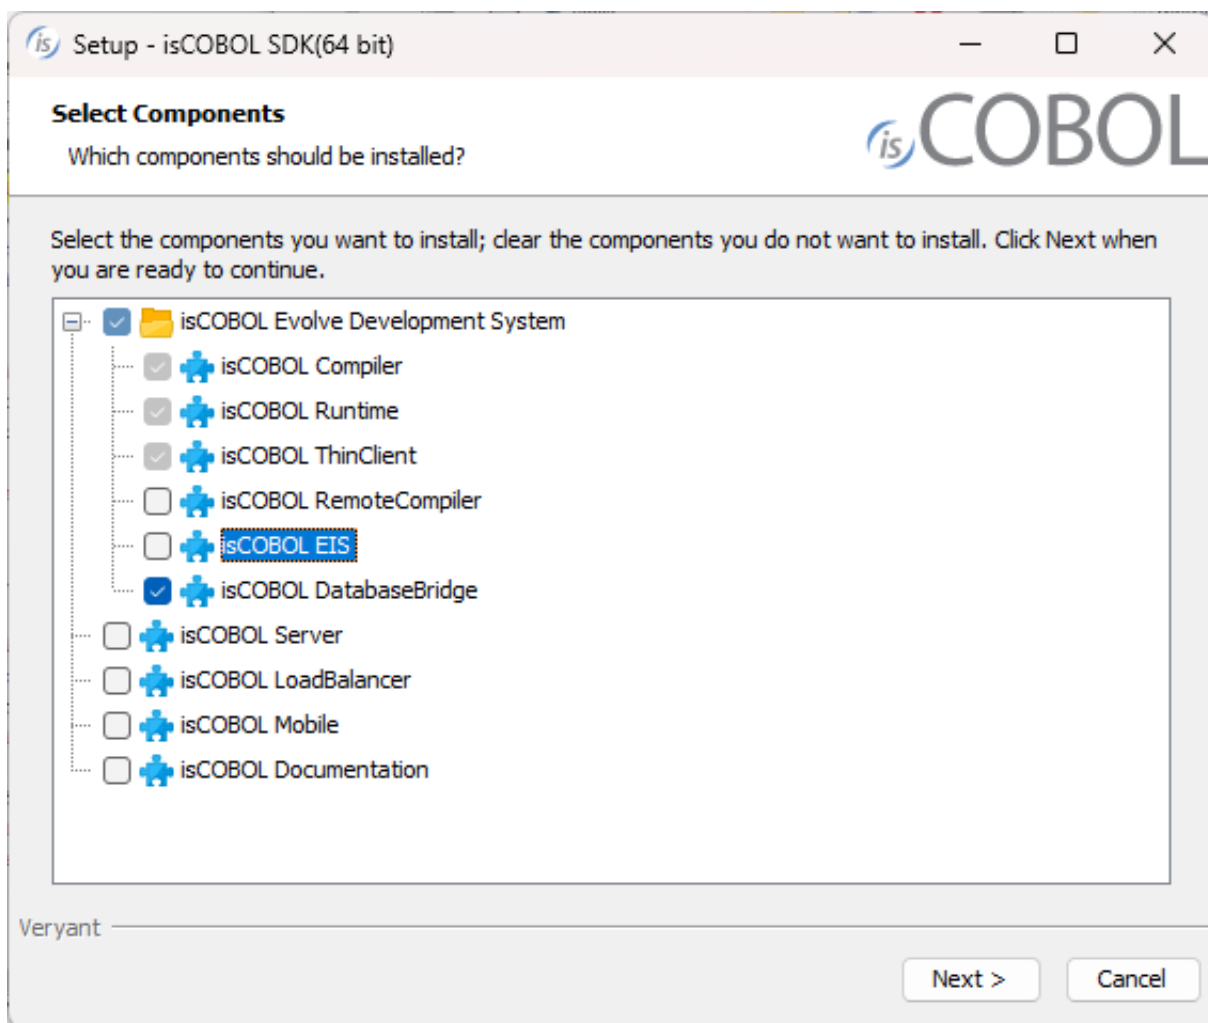 is Setup - isCOBOL SDK(64 bit)
Select Components
Which components should be installed?
isCOBOL
Select the components you want to install; clear the components you do not want to install. Click Next when
you are ready to continue.
isCOBOL Evolve Development System
isCOBOL Compiler
isCOBOL Runtime
isCOBOL ThinClient
isCOBOL RemoteCompiler
isCOBOL EIS
isCOBOL DatabaseBridge
isCOBOL Server
isCOBOL LoadBalancer
isCOBOL Mobile
isCOBOL Documentation
Veryant
Next >
Cancel